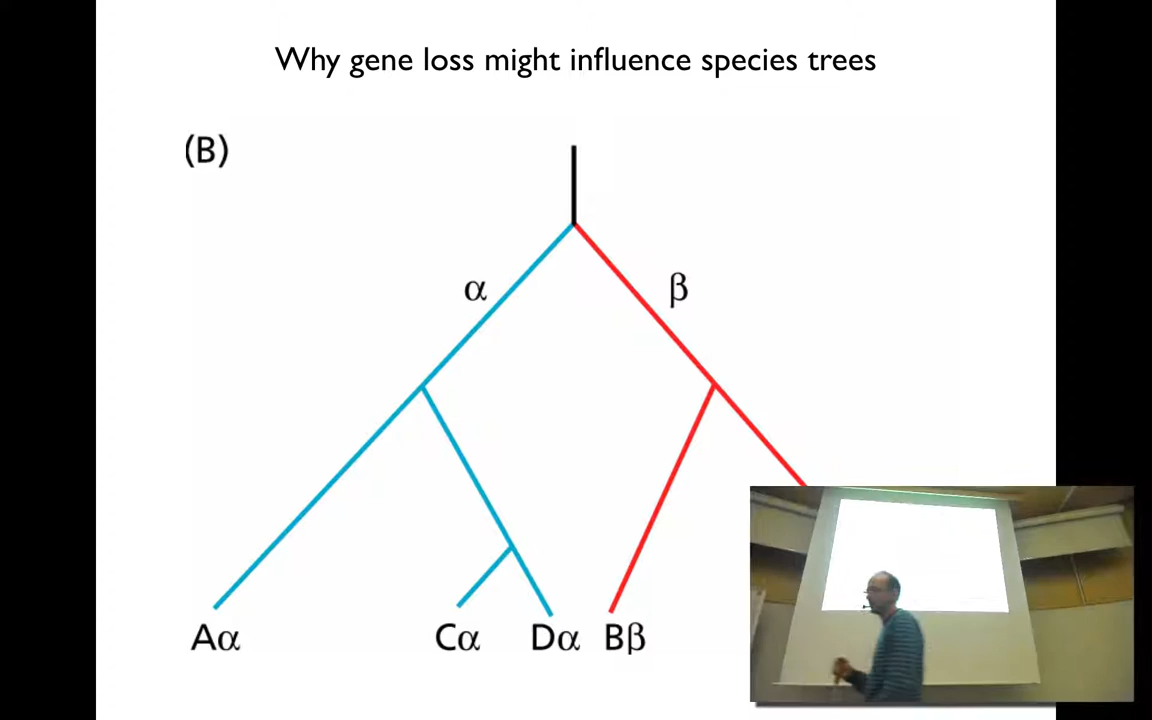 Why gene loss might influence species trees
(B)
α
β
Aα
Cα
Dα
Bβ